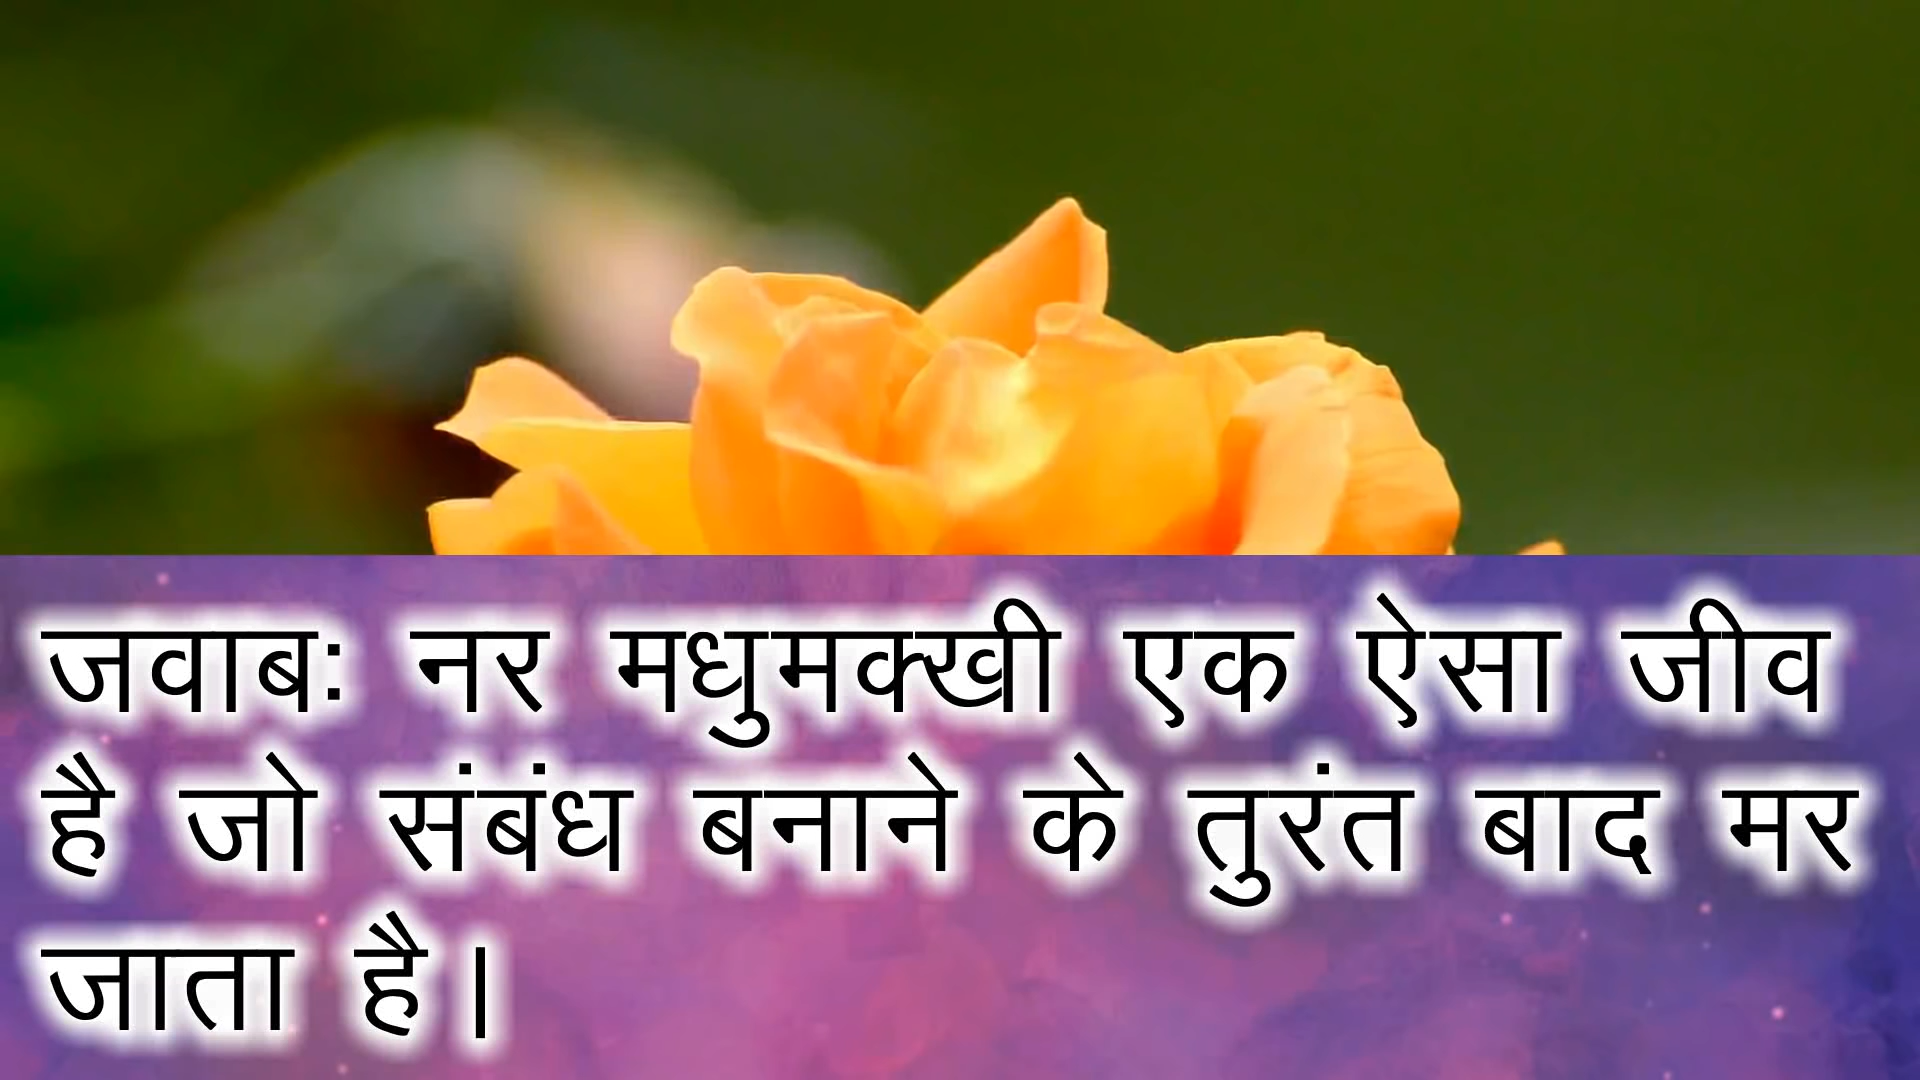 जवाबः नर मधुमक्खी एक ऐसा जीव
है जो संबंध बनाने के तुरंत बाद मर
जाता है।